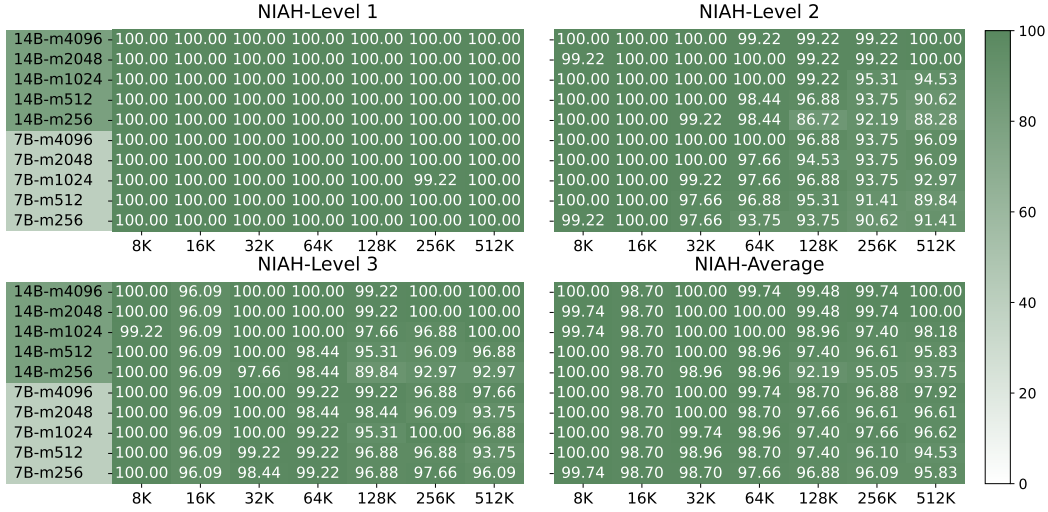 NIAH-Level 1
14B-m4096 100.00 100.00 100.00 100.00 100.00 100.00 100.00
14B-m2048 100.00 100.00 100.00 100.00 100.00 100.00 100.00
14B-m1024 100.00 100.00 100.00 100.00 100.00 100.00 100.00
14B-m512 100.00 100.00 100.00 100.00 100.00 100.00 100.00
14B-m256 100.00 100.00 100.00 100.00 100.00 100.00 100.00
7B-m4096 100.00 100.00 100.00 100.00 100.00 100.00 100.00
7B-m2048 100.00 100.00 100.00 100.00 100.00 100.00 100.00
7B-m1024 100.00 100.00 100.00 100.00 100.00 99.22 100.00
7B-m512 100.00 100.00 100.00 100.00 100.00 100.00 100.00
7B-m256 100.00 100.00 100.00 100.00 100.00 100.00 100.00
8K 16K 32K 64K 128K 256K 512K
NIAH-Level 2
100.00 100.00 100.00 99.22 99.22 99.22 100.00
99.22 100.00 100.00 100.00 99.22 99.22 100.00
100.00 100.00 100.00 100.00 99.22 95.31 94.53
100.00 100.00 100.00 98.44 96.88 93.75 90.62
100.00 100.00 99.22 98.44 86.72 92.19 88.28
100.00 100.00 100.00 100.00 96.88 93.75 96.09
100.00 100.00 100.00 97.66 94.53 93.75 96.09
100.00 100.00 99.22 97.66 96.88 93.75 92.97
100.00 100.00 97.66 96.88 95.31 91.41 89.84
99.22 100.00 97.66 93.75 93.75 90.62 91.41
8K 16K 32K 64K 128K 256K 512K
NIAH-Level 3
14B-m4096 100.00 96.09 100.00 100.00 99.22 100.00 100.00
14B-m2048 100.00 96.09 100.00 100.00 99.22 100.00 100.00
14B-m1024 99.22 96.09 100.00 100.00 97.66 96.88 100.00
14B-m512 100.00 96.09 100.00 98.44 95.31 96.09 96.88
14B-m256 100.00 96.09 97.66 98.44 89.84 92.97 92.97
7B-m4096 100.00 96.09 100.00 99.22 99.22 96.88 97.66
7B-m2048 100.00 96.09 100.00 98.44 98.44 96.09 93.75
7B-m1024 100.00 96.09 100.00 99.22 95.31 100.00 96.88
7B-m512 100.00 96.09 99.22 99.22 96.88 96.88 93.75
7B-m256 100.00 96.09 98.44 99.22 96.88 97.66 96.09
8K 16K 32K 64K 128K 256K 512K
NIAH-Average
100.00 98.70 100.00 99.74 99.48 99.74 100.00
99.74 98.70 100.00 100.00 99.48 99.74 100.00
99.74 98.70 100.00 100.00 98.96 97.40 98.18
100.00 98.70 100.00 98.96 97.40 96.61 95.83
100.00 98.70 98.96 98.96 92.19 95.05 93.75
100.00 98.70 100.00 99.74 98.70 96.88 97.92
100.00 98.70 100.00 98.70 97.66 96.61 96.61
100.00 98.70 99.74 98.96 97.40 97.66 96.62
100.00 98.70 98.96 98.70 97.40 96.10 94.53
99.74 98.70 98.70 97.66 96.88 96.09 95.83
8K 16K 32K 64K 128K 256K 512K
100
80
60
40
20
0